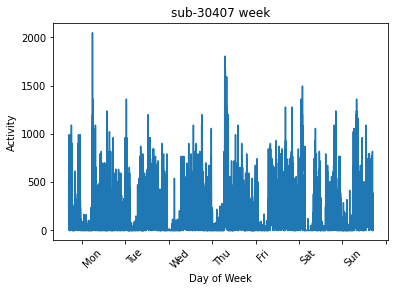 sub-30407 week
Activity
2000
1500
1000
500
0
Mon Tue Wed Thu Fri Sat Sun
Day of Week